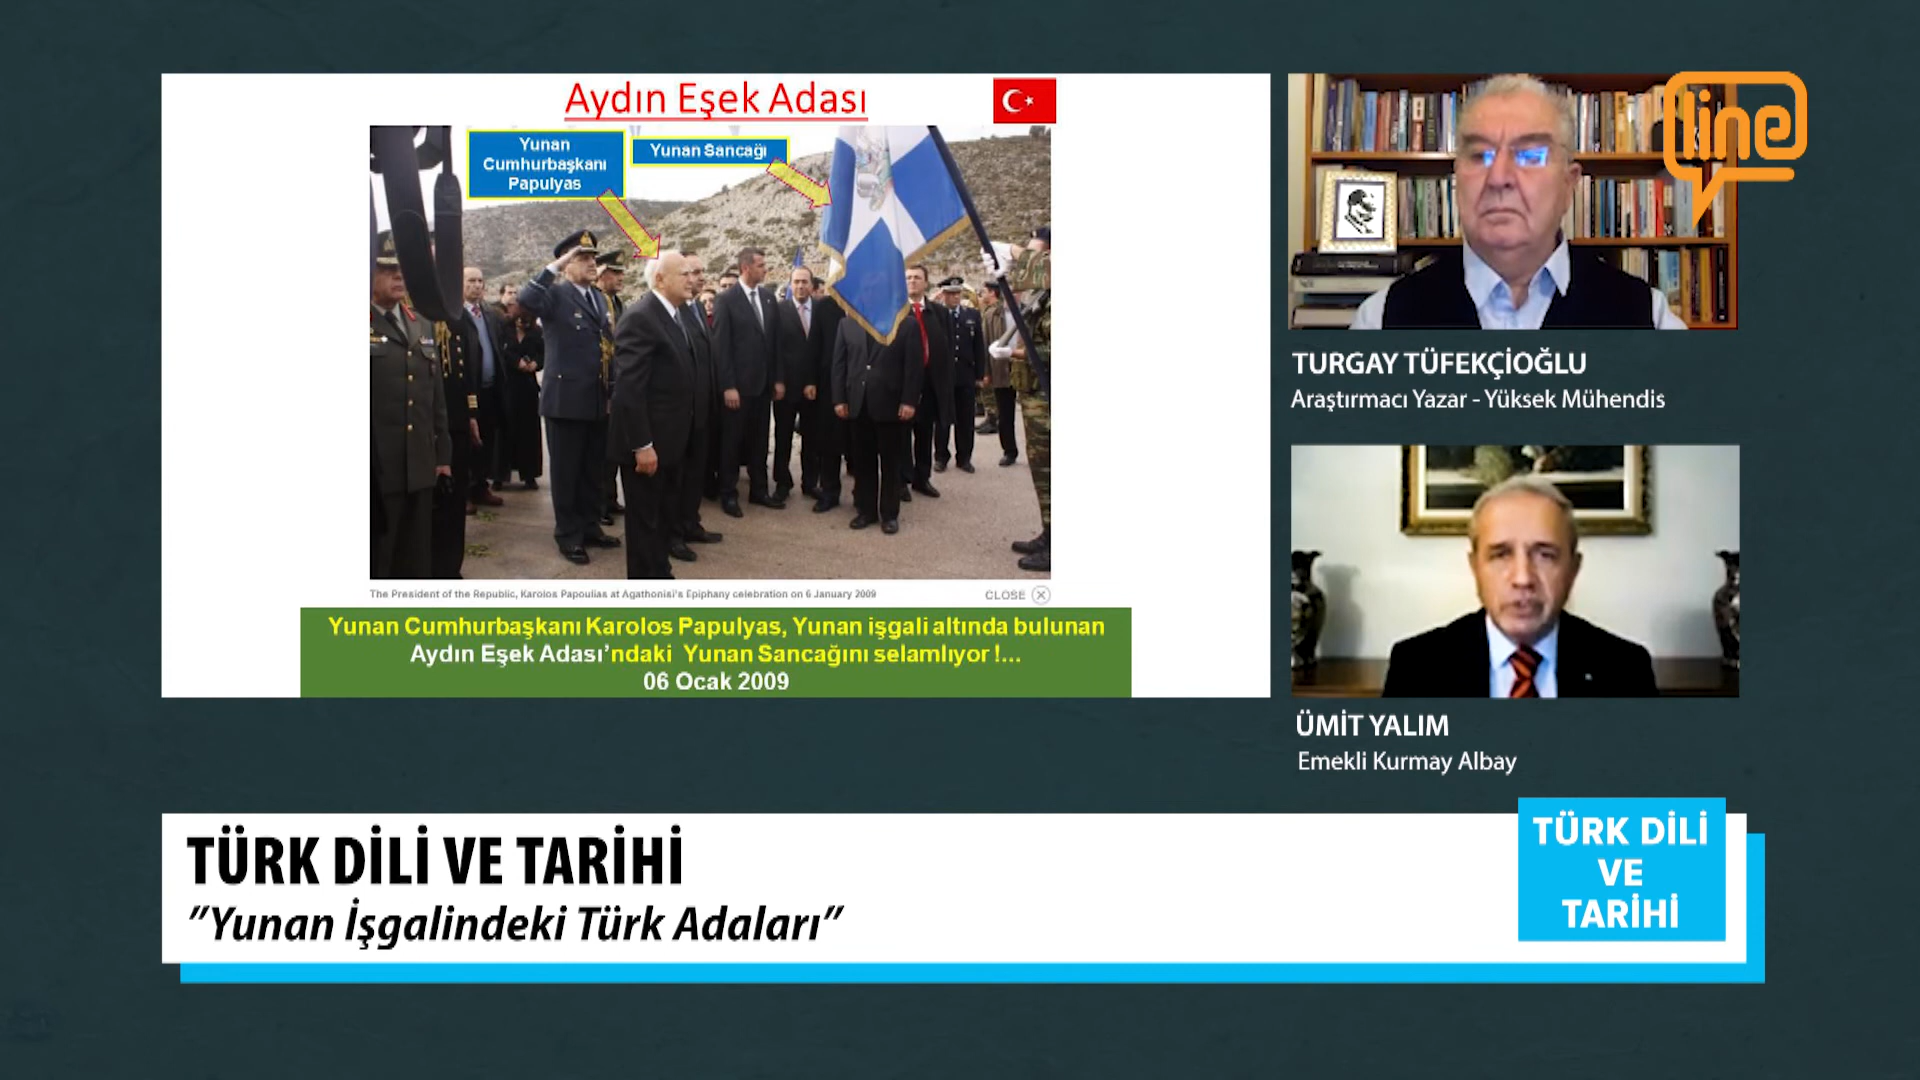 Aydın Eşek Adası
Yunan
Cumhurbaşkanı
Papulyas
Yunan Sancağı
The President of the Republic, Karolos Papoulias at Agathonisi's Epiphany celebration on 6 January 2009
CLOSE
Yunan Cumhurbaşkanı Karolos Papulyas, Yunan işgali altında bulunan
Aydın Eşek Adası'ndaki Yunan Sancağını selamlıyor !...
06 Ocak 2009
line
TURGAY TÜFEKÇİOĞLU
Araştırmacı Yazar - Yüksek Mühendis
ÜMİT YALIM
Emekli Kurmay Albay
TÜRK DİLİ VE TARİHİ
"Yunan İşgalindeki Türk Adaları"
TÜRK DİLİ
VE
TARİHİ